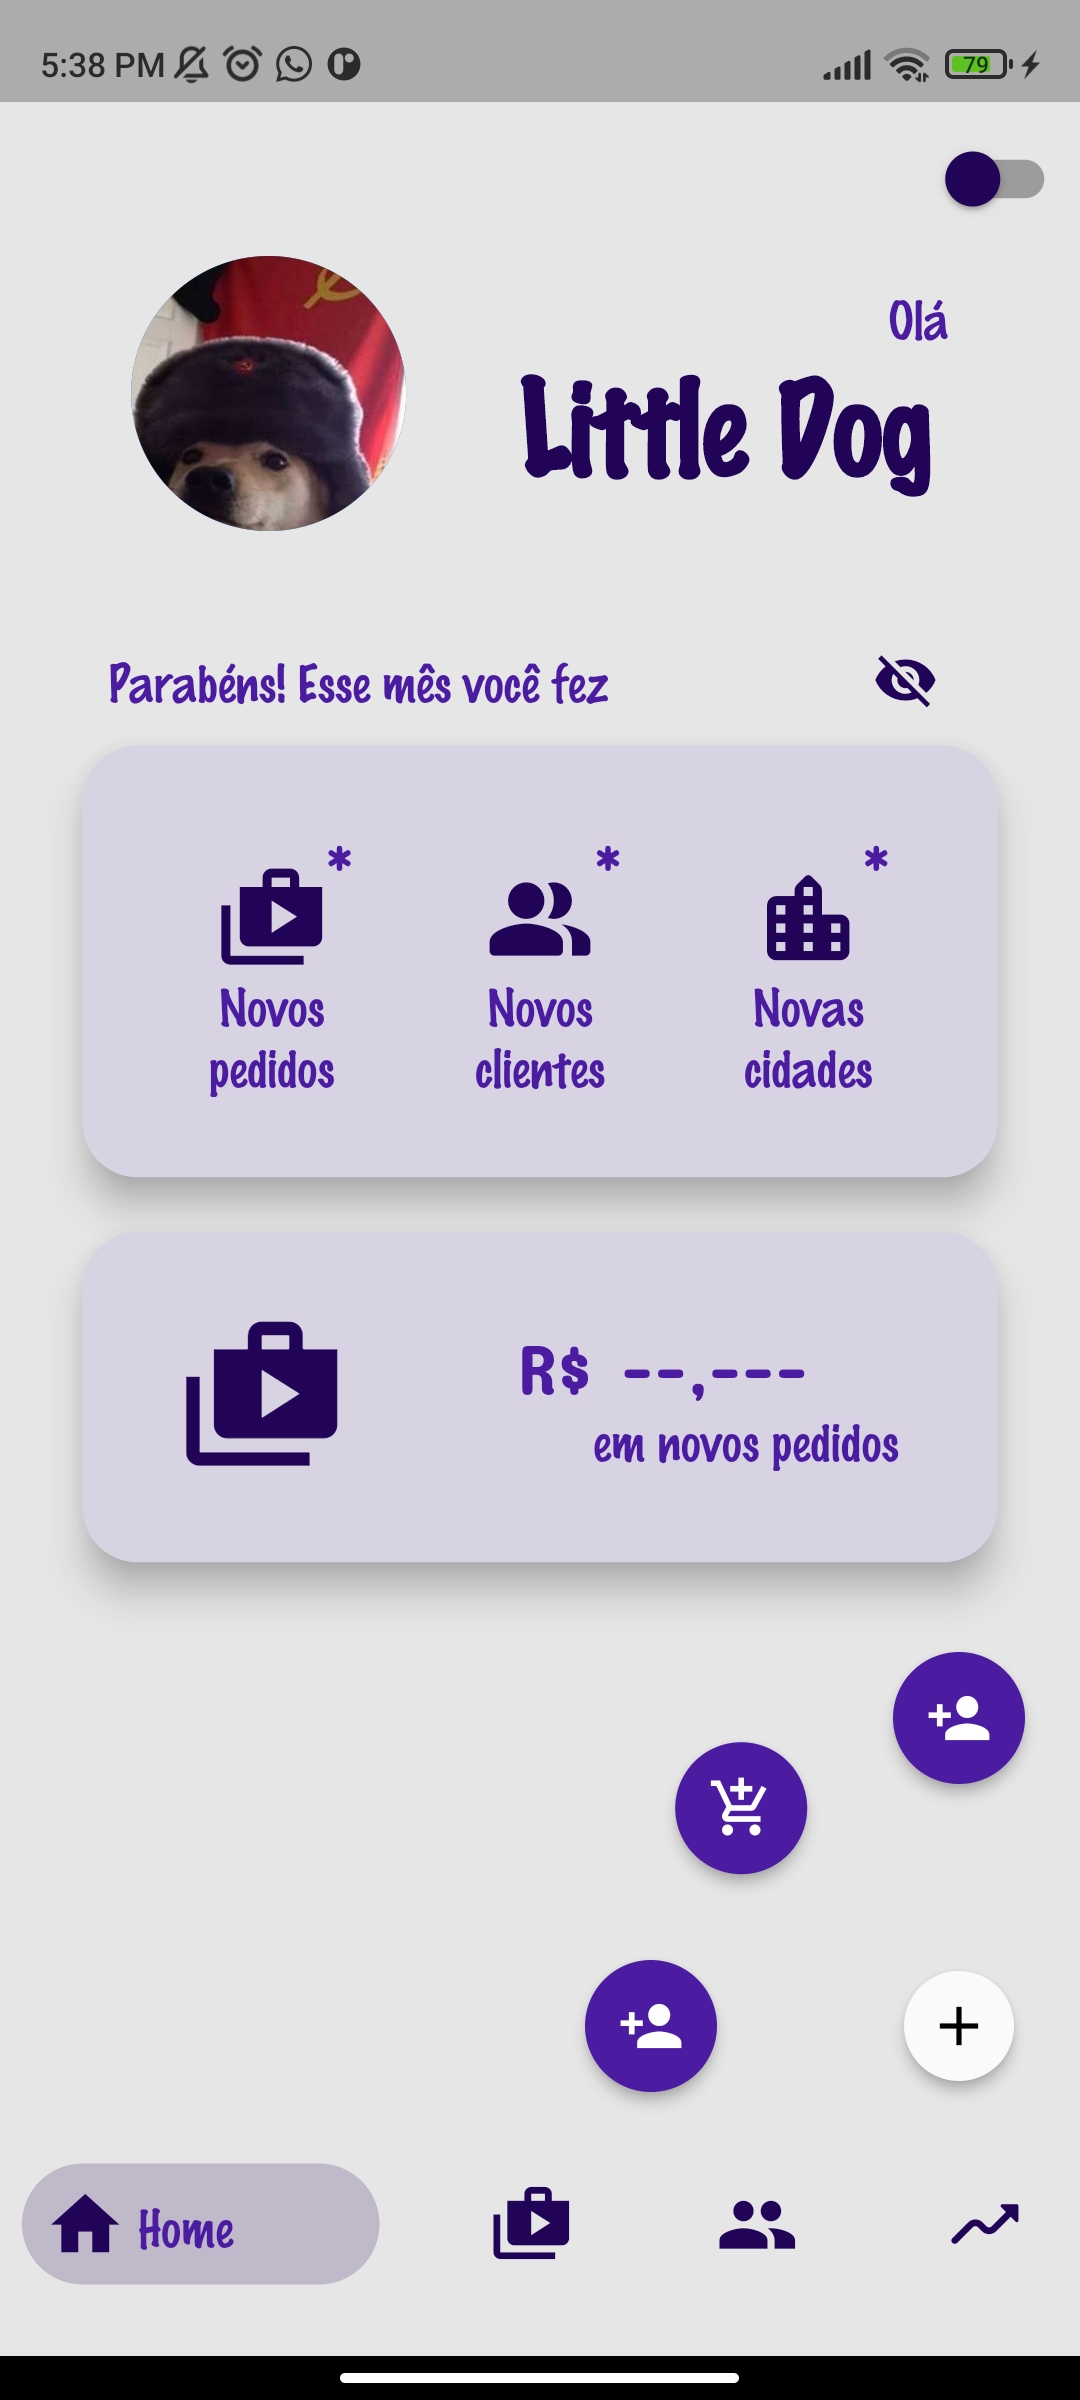 5:38 PM
79
Olá
Little Dog
Parabéns! Esse mês você fez
* * *
Novos pedidos
Novos clientes
Novas cidades
R$ --,---
em novos pedidos
Home